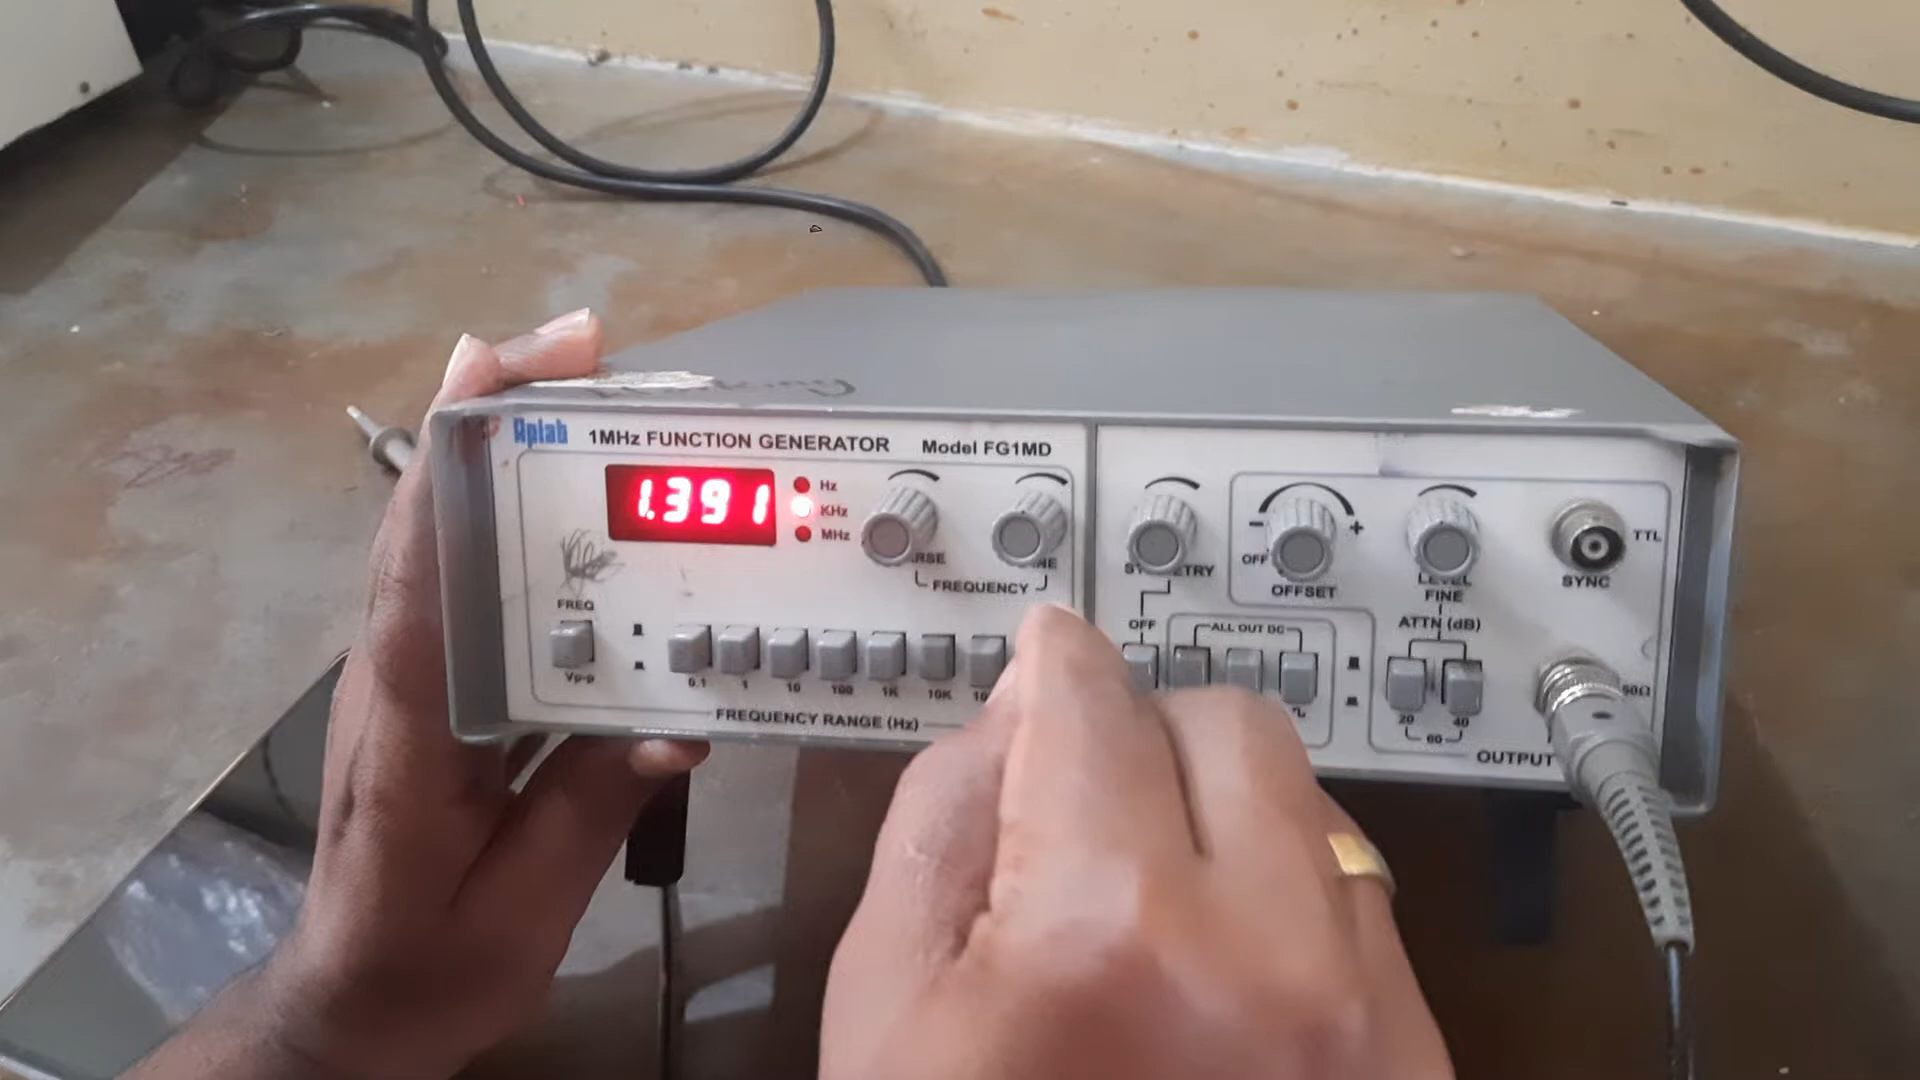 Aplab 1MHz FUNCTION GENERATOR Model FG1MD
1.391
Hz
KHz
MHz
FREQUENCY
FREQ
Vp-p
0.1 1 10 100 1K 10K
FREQUENCY RANGE (Hz)
OFF
ALL OUT DC
- +
OFF
OFFSET
LEVEL
FINE
ATTN (dB)
20 40
60
TTL
SYNC
50Ω
OUTPUT